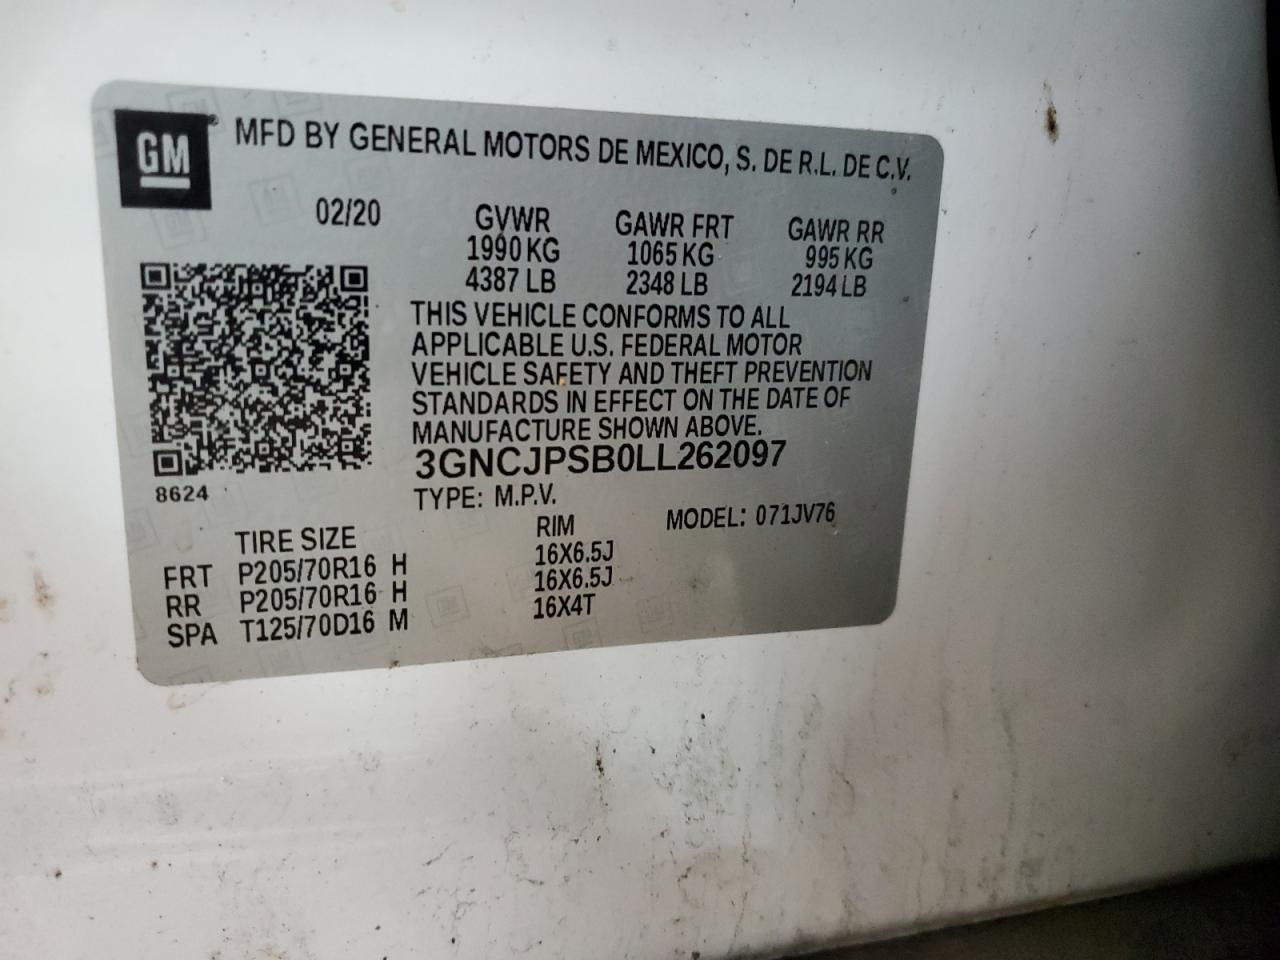 GM ® MFD BY GENERAL MOTORS DE MEXICO, S. DE R.L. DE C.V.
02/20 GVWR GAWR FRT GAWR RR
1990 KG 1065 KG 995 KG
4387 LB 2348 LB 2194 LB
THIS VEHICLE CONFORMS TO ALL
APPLICABLE U.S. FEDERAL MOTOR
VEHICLE SAFETY AND THEFT PREVENTION
STANDARDS IN EFFECT ON THE DATE OF
MANUFACTURE SHOWN ABOVE.
3GNCJPSB0LL262097
8624 TYPE: M.P.V.
TIRE SIZE RIM MODEL: 071JV76
FRT P205/70R16 H 16X6.5J
RR P205/70R16 H 16X6.5J
SPA T125/70D16 M 16X4T